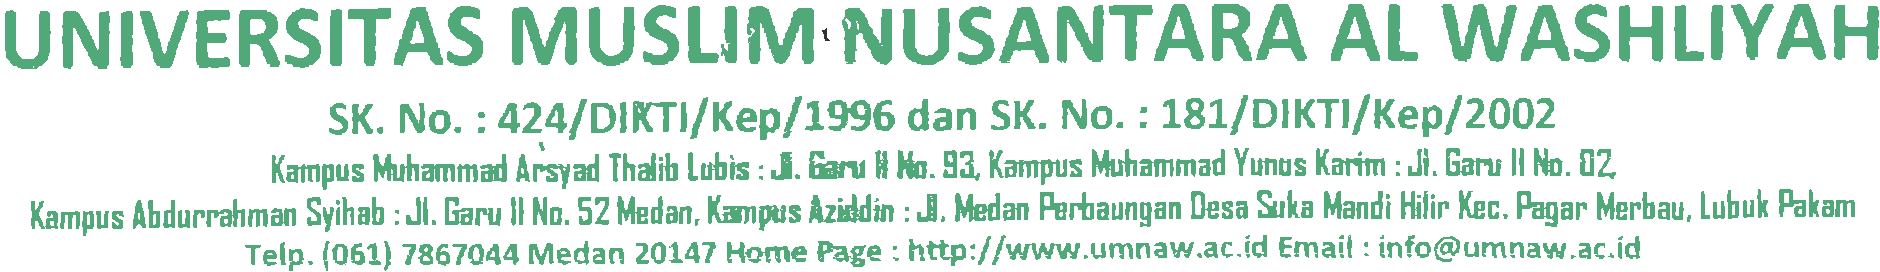 UNIVERSITAS MUSLIM NUSANTARA AL WASHLIYAH
SK. No. : 424/DIKTI/Kep/1996 dan SK. No. : 181/DIKTI/Kep/2002
Kampus Muhammad Arsyad Thalib Lubis : Jl. Garu II No. 93, Kampus Muhammad Yunus Karim : Jl. Garu II No. 02,
Kampus Abdurrahman Syihab : Jl. Garu II No. 52 Medan, Kampus Aziddin : Jl. Medan Perbaungan Desa Suka Mandi Hilir Kec. Pagar Merbau, Lubuk Pakam
Telp. (061) 7867044 Medan 20147 Home Page : http://www.umnaw.ac.id Email : info@umnaw.ac.id